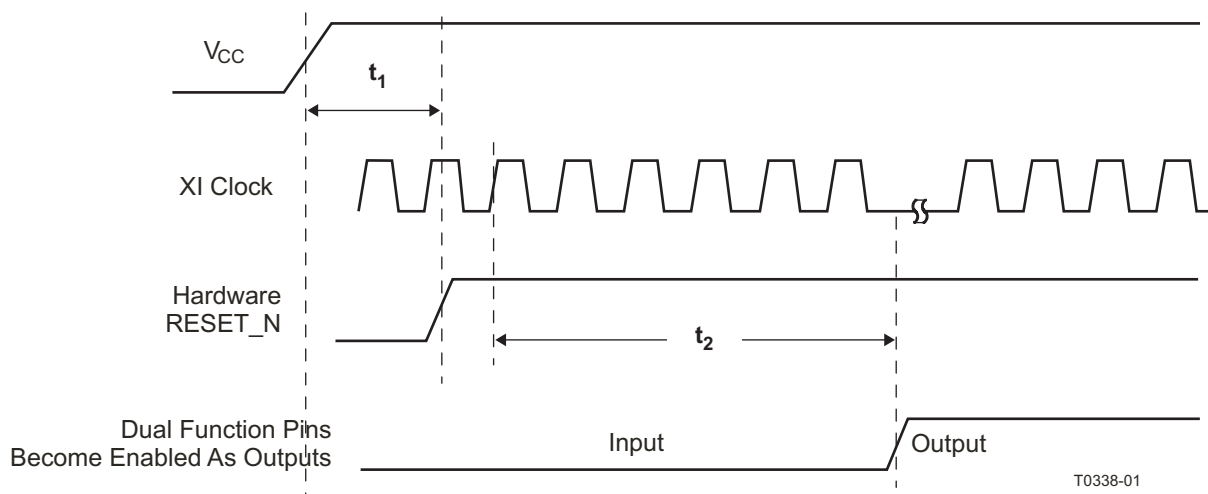 VCC
t1
XI Clock
Hardware
RESET_N
t2
Dual Function Pins
Become Enabled As Outputs
Input
Output
T0338-01